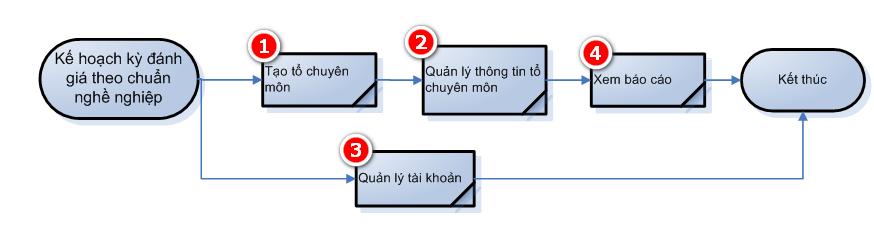 Kế hoạch kỳ đánh
giá theo chuẩn
nghề nghiệp
1
Tạo tổ chuyên
môn
2
Quản lý thông tin tổ
chuyên môn
4
Xem báo cáo
Kết thúc
3
Quản lý tài khoản